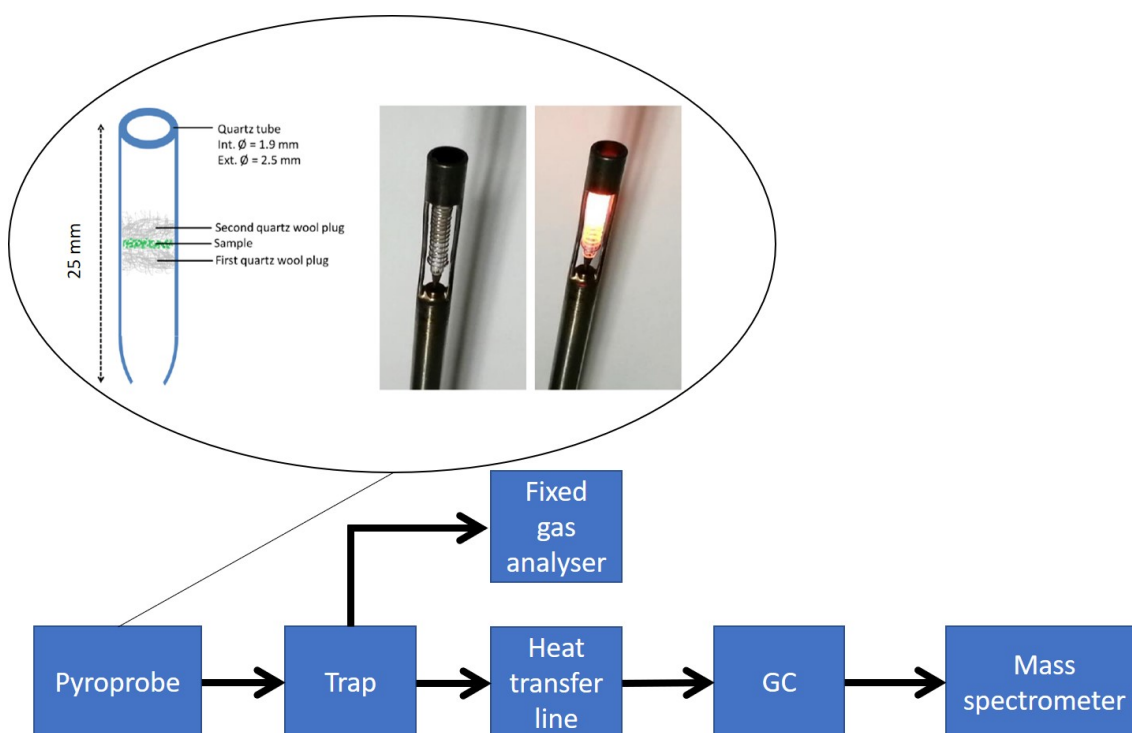 Quartz tube
Int. Ø = 1.9 mm
Ext. Ø = 2.5 mm
25 mm
Second quartz wool plug
Sample
First quartz wool plug
Fixed
gas
analyser
Pyroprobe
Trap
Heat
transfer
line
GC
Mass
spectrometer